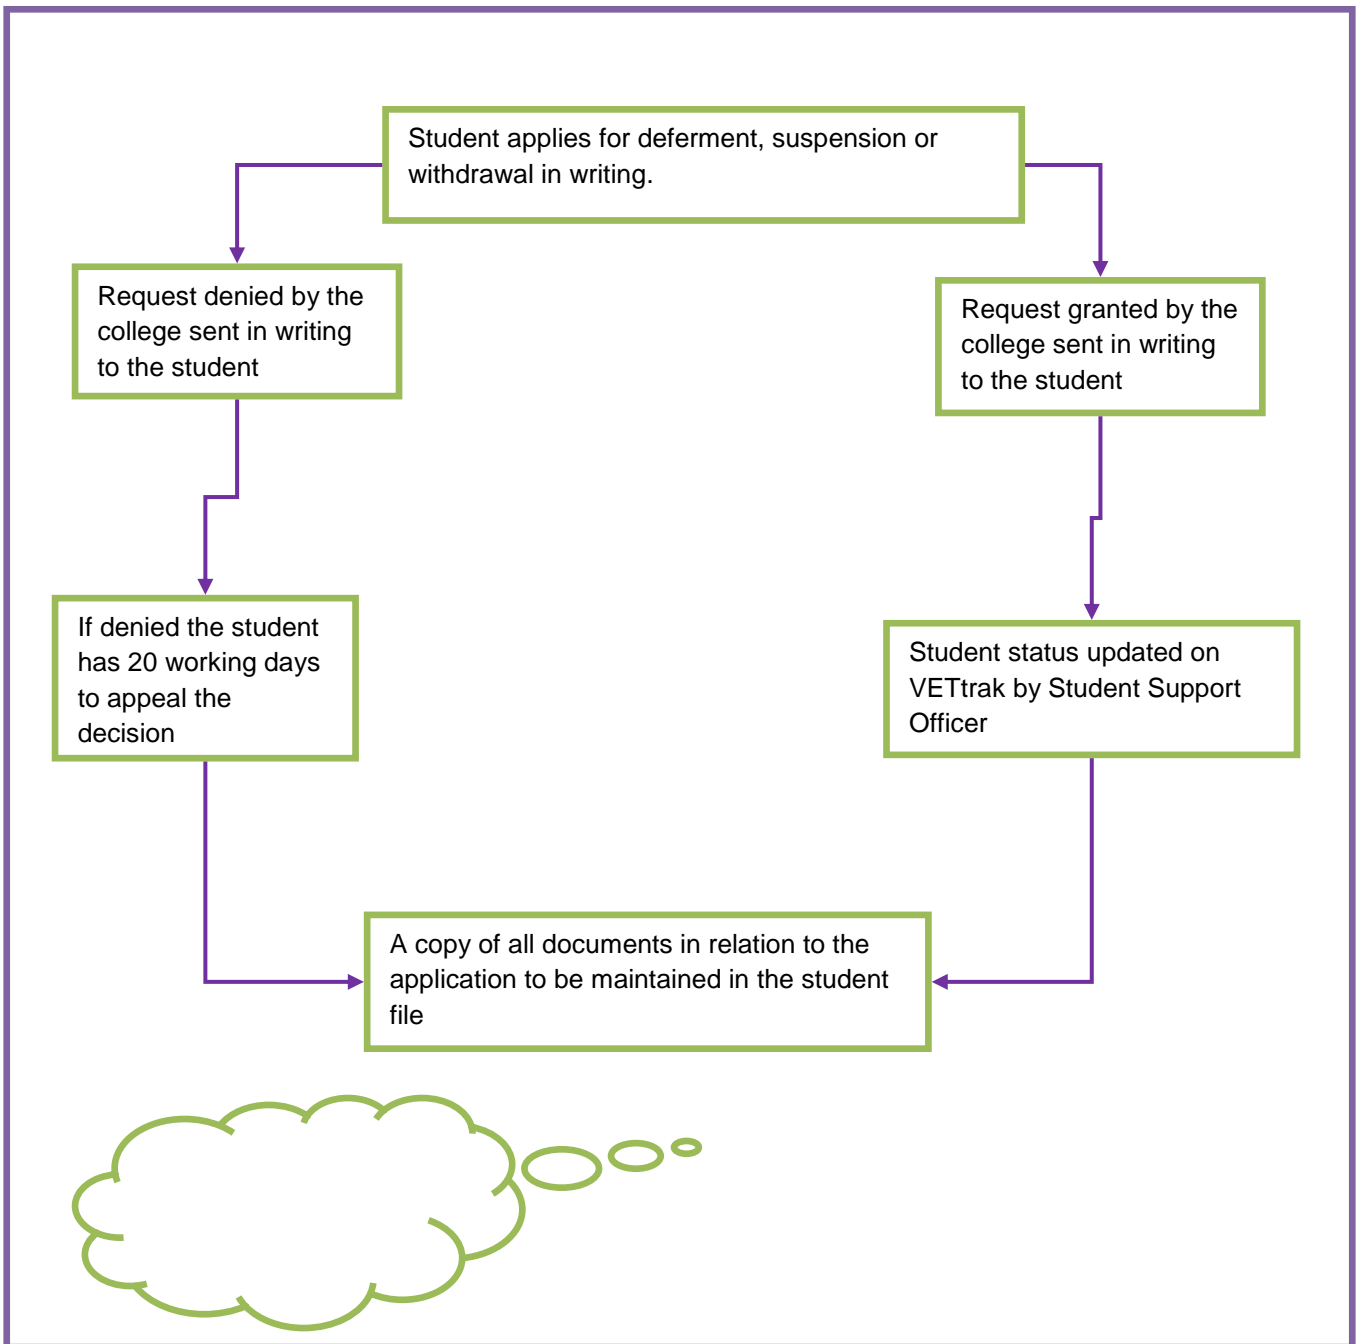 Student applies for deferment, suspension or
withdrawal in writing.
Request denied by the
college sent in writing
to the student
Request granted by the
college sent in writing
to the student
If denied the student
has 20 working days
to appeal the
decision
Student status updated on
VETtrak by Student Support
Officer
A copy of all documents in relation to the
application to be maintained in the student
file